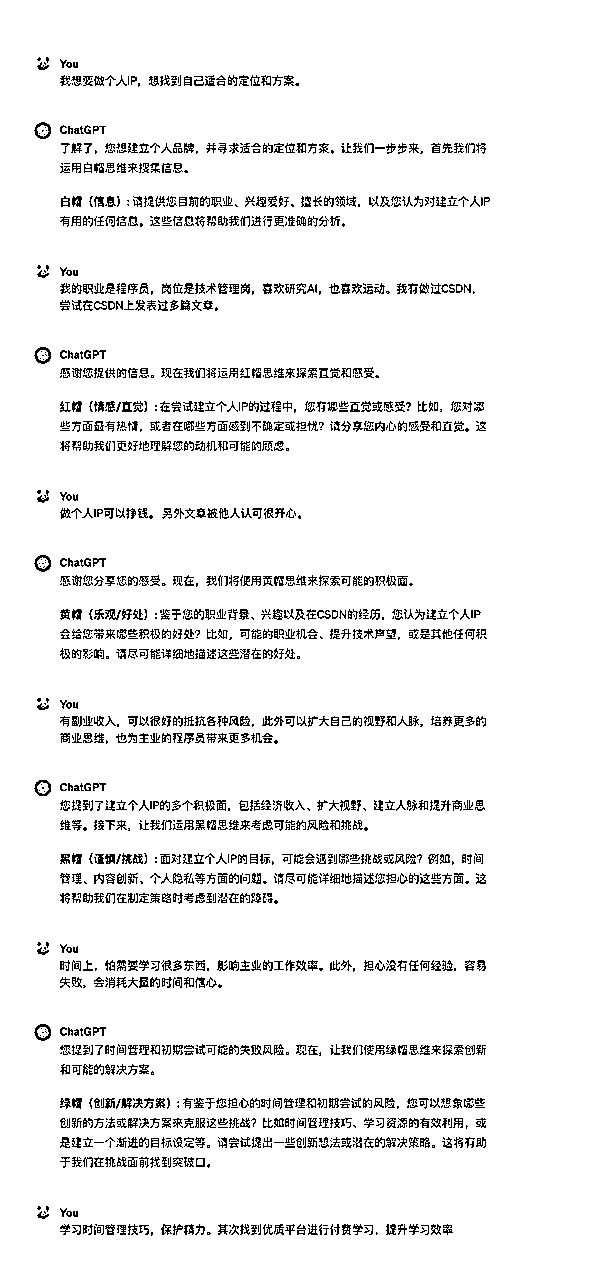 You
我想要做个人IP，想找到自己适合的定位和方案。
ChatGPT
了解了，您想建立个人品牌，并寻求适合的定位和方案。让我们一步步来，首先我们将
运用白帽思维来搜集信息。
白帽（信息）: 请提供您目前的职业、兴趣爱好、擅长的领域，以及您认为对建立个人IP
有用的任何信息。这些信息将帮助我们进行更准确的分析。
You
我的职业是程序员，岗位是技术管理岗，喜欢研究AI，也喜欢运动。我有做过CSDN，
尝试在CSDN上发表过多篇文章。
ChatGPT
感谢您提供的信息。现在我们将运用红帽思维来探索直觉和感受。
红帽（情感/直觉）: 在尝试建立个人IP的过程中，您有哪些直觉或感受？比如，您对哪
些方面最有热情，或者在哪些方面感到不确定或担忧？请分享您内心的感受和直觉。这
将帮助我们更好地理解您的动机和可能的顾虑。
You
做个人IP可以挣钱。 另外文章被他人认可很开心。
ChatGPT
感谢您分享您的感受。现在，我们将使用黄帽思维来探索可能的积极面。
黄帽（乐观/好处）: 鉴于您的职业背景、兴趣以及在CSDN的经历，您认为建立个人IP
会给您带来哪些积极的好处？比如，可能的职业机会、提升技术声望，或是其他任何积
极的影响。请尽可能详细地描述这些潜在的好处。
You
有副业收入，可以很好的抵抗各种风险，此外可以扩大自己的视野和人脉，培养更多的
商业思维，也为主业的程序员带来更多机会。
ChatGPT
您提到了建立个人IP的多个积极面，包括经济收入、扩大视野、建立人脉和提升商业思
维等。接下来，让我们运用黑帽思维来考虑可能的风险和挑战。
黑帽（谨慎/挑战）: 面对建立个人IP的目标，可能会遇到哪些挑战或风险？例如，时间
管理、内容创新、个人隐私等方面的问题。请尽可能详细地描述您担心的这些方面。这
将帮助我们在制定策略时考虑到潜在的障碍。
You
时间上，怕需要学习很多东西，影响主业的工作效率。此外，担心没有任何经验，容易
失败，会消耗大量的时间和信心。
ChatGPT
您提到了时间管理和初期尝试可能的失败风险。现在，让我们使用绿帽思维来探索创新
和可能的解决方案。
绿帽（创新/解决方案）: 有鉴于您担心的时间管理和初期尝试的风险，您可以想象哪些
创新的方法或解决方案来克服这些挑战？比如时间管理技巧、学习资源的有效利用，或
是建立一个渐进的目标设定等。请尝试提出一些创新想法或潜在的解决策略。这将有助
于我们在挑战面前找到突破口。
You
学习时间管理技巧，保护精力。其次找到优质平台进行付费学习，提升学习效率